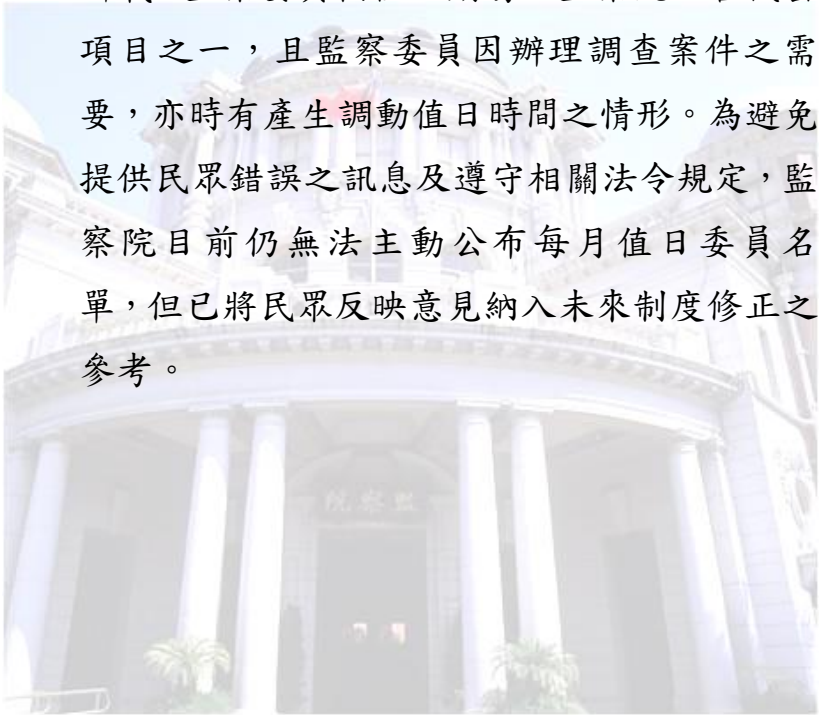 項目之一，且監察委員因辦理調查案件之需
要，亦時有產生調動值日時間之情形。為避免
提供民眾錯誤之訊息及遵守相關法令規定，監
察院目前仍無法主動公布每月值日委員名
單，但已將民眾反映意見納入未來制度修正之
參考。
院察監